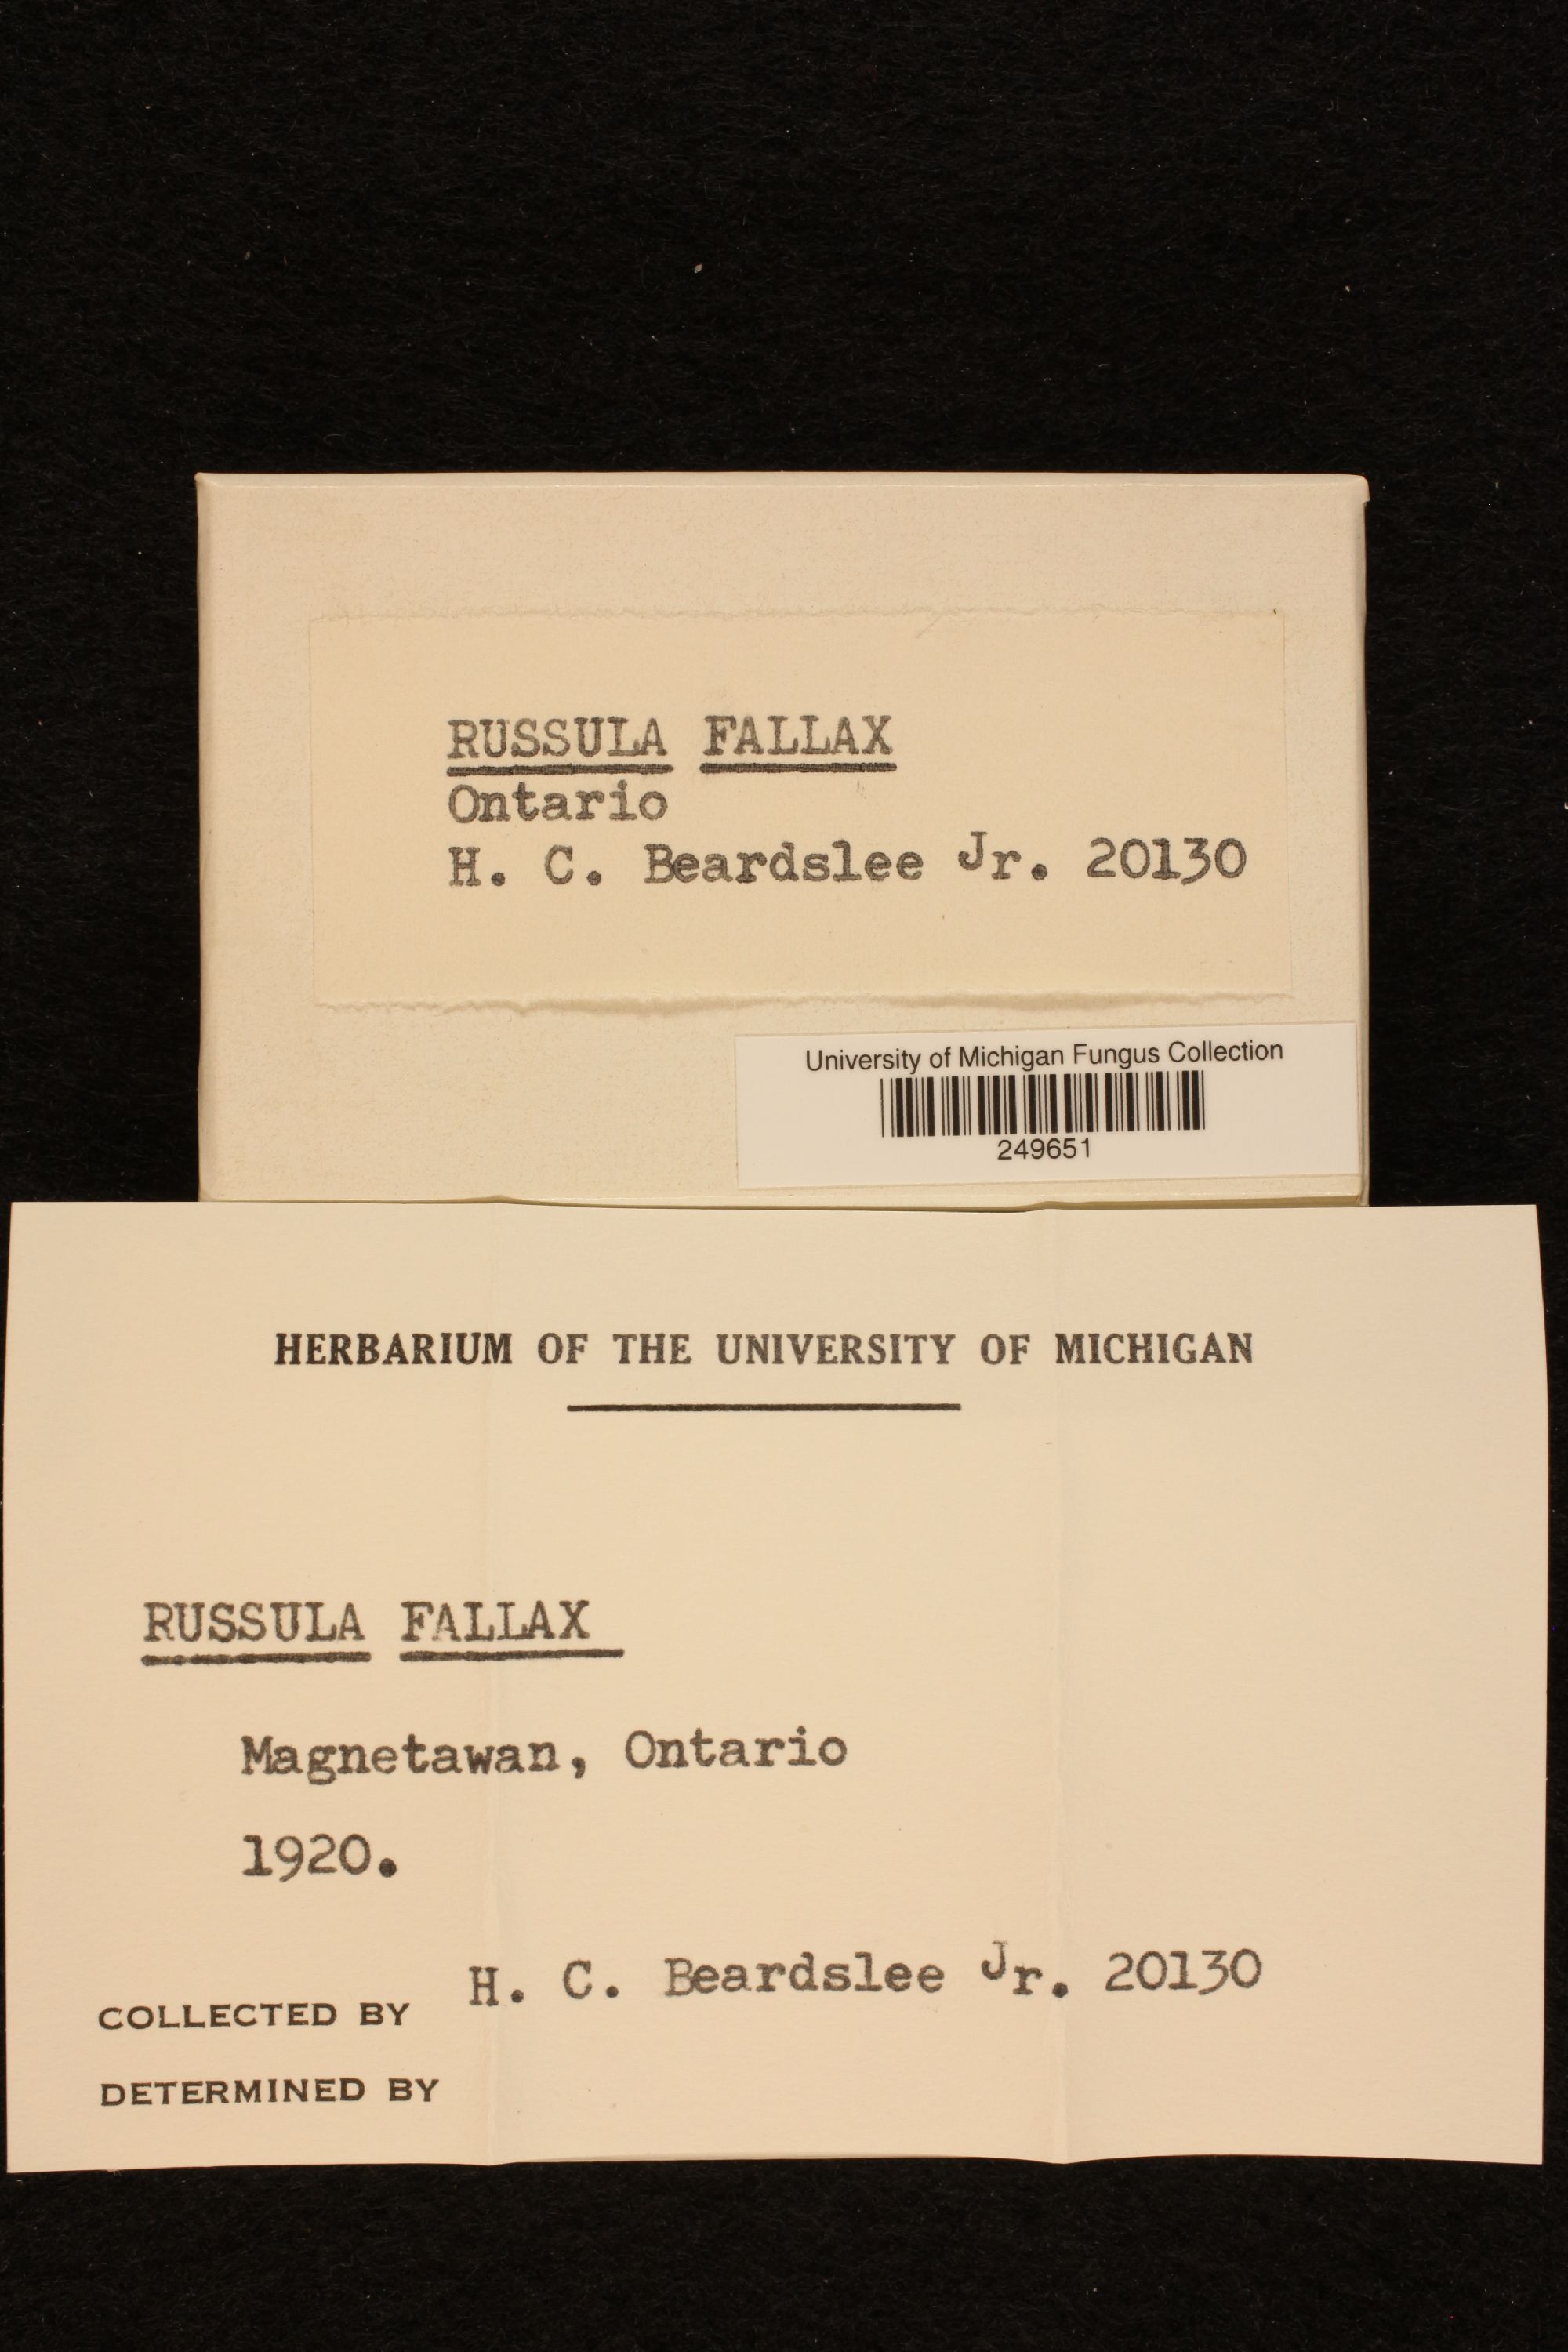 RUSSULA FALLAX
Ontario
H. C. Beardslee Jr. 20130
University of Michigan Fungus Collection
249651
HERBARIUM OF THE UNIVERSITY OF MICHIGAN
RUSSULA FALLAX
Magnetawan, Ontario
1920.
COLLECTED BY H. C. Beardslee Jr. 20130
DETERMINED BY